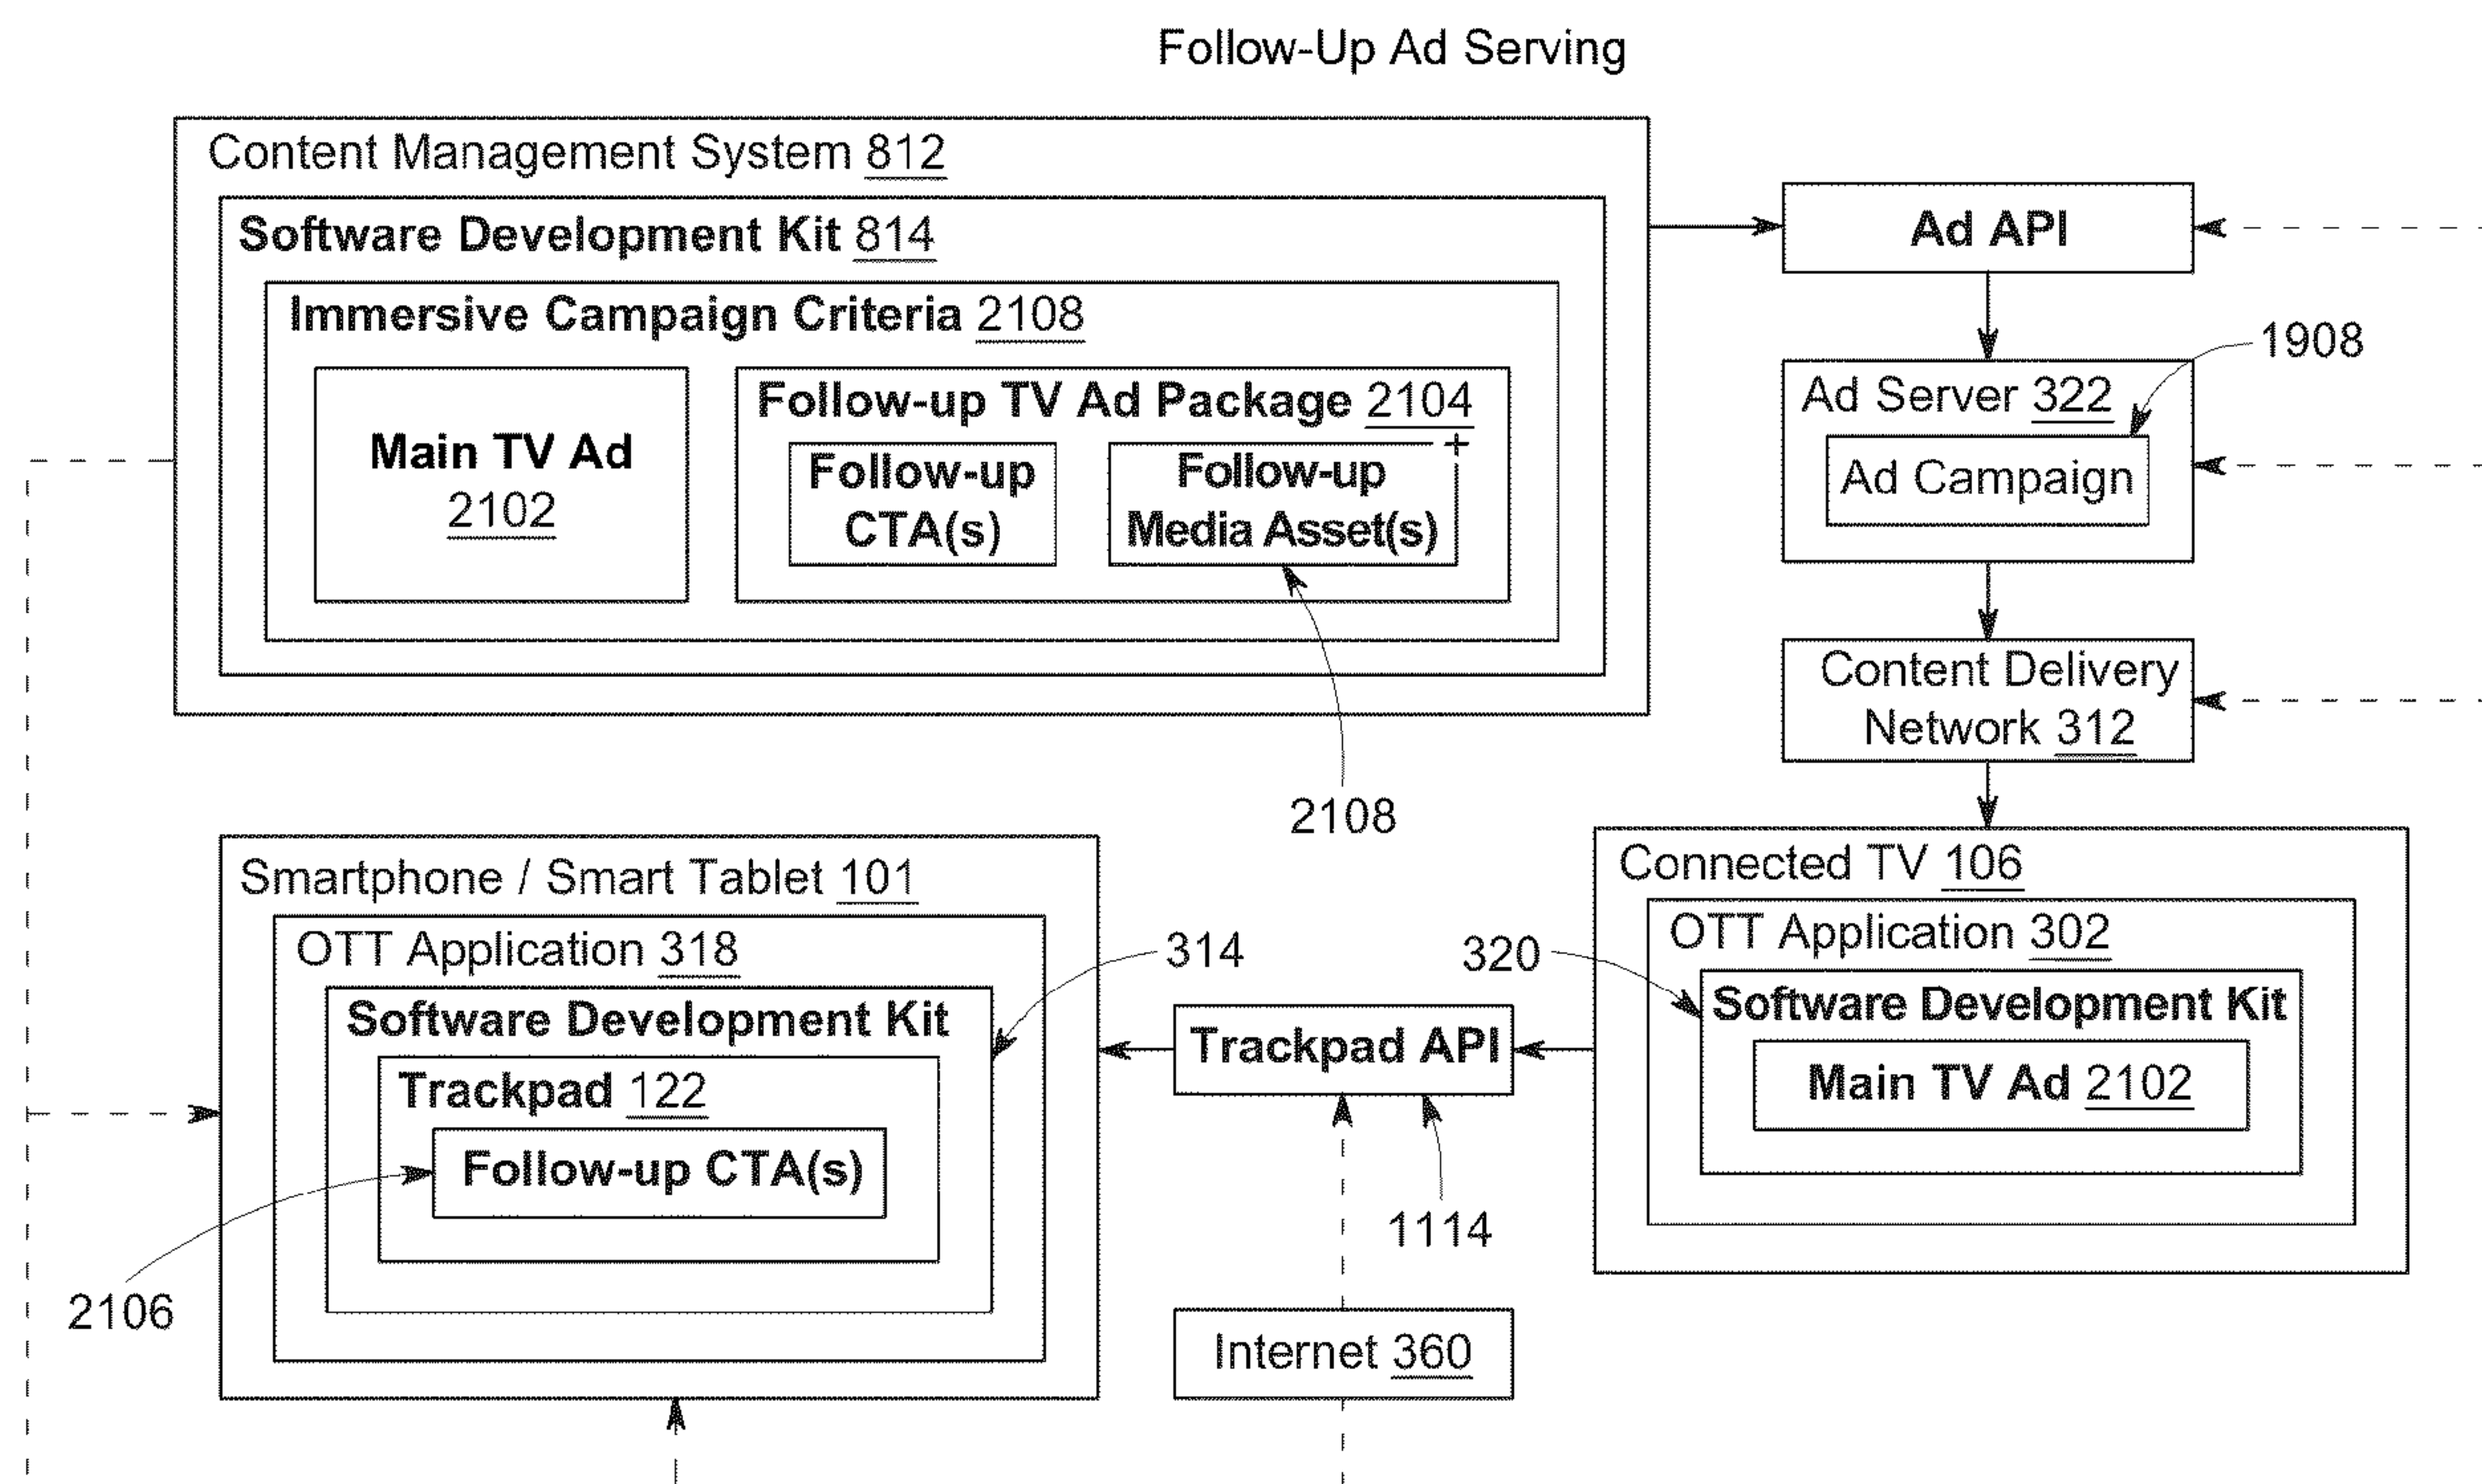 Follow-Up Ad Serving
Content Management System 812
Software Development Kit 814
Immersive Campaign Criteria 2108
Main TV Ad
2102
Follow-up TV Ad Package 2104
Follow-up
CTA(s)
Follow-up
Media Asset(s)
2108
Ad API
1908
Ad Server 322
Ad Campaign
Content Delivery
Network 312
Smartphone / Smart Tablet 101
OTT Application 318
314
Software Development Kit
Trackpad 122
Follow-up CTA(s)
2106
Trackpad API
1114
Internet 360
Connected TV 106
OTT Application 302
320
Software Development Kit
Main TV Ad 2102